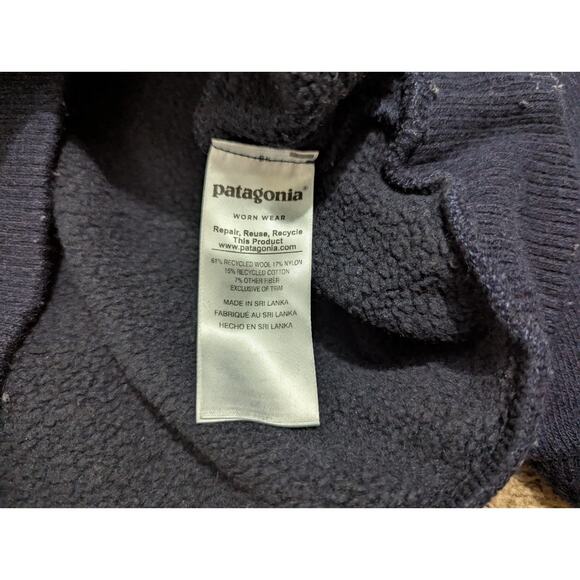 patagonia®
WORN WEAR
Repair, Reuse, Recycle
This Product
www.patagonia.com
61% RECYCLED WOOL 17% NYLON
15% RECYCLED COTTON
7% OTHER FIBER
EXCLUSIVE OF TRIM
MADE IN SRI LANKA
FABRIQUÉ AU SRI LANKA
HECHO EN SRI LANKA